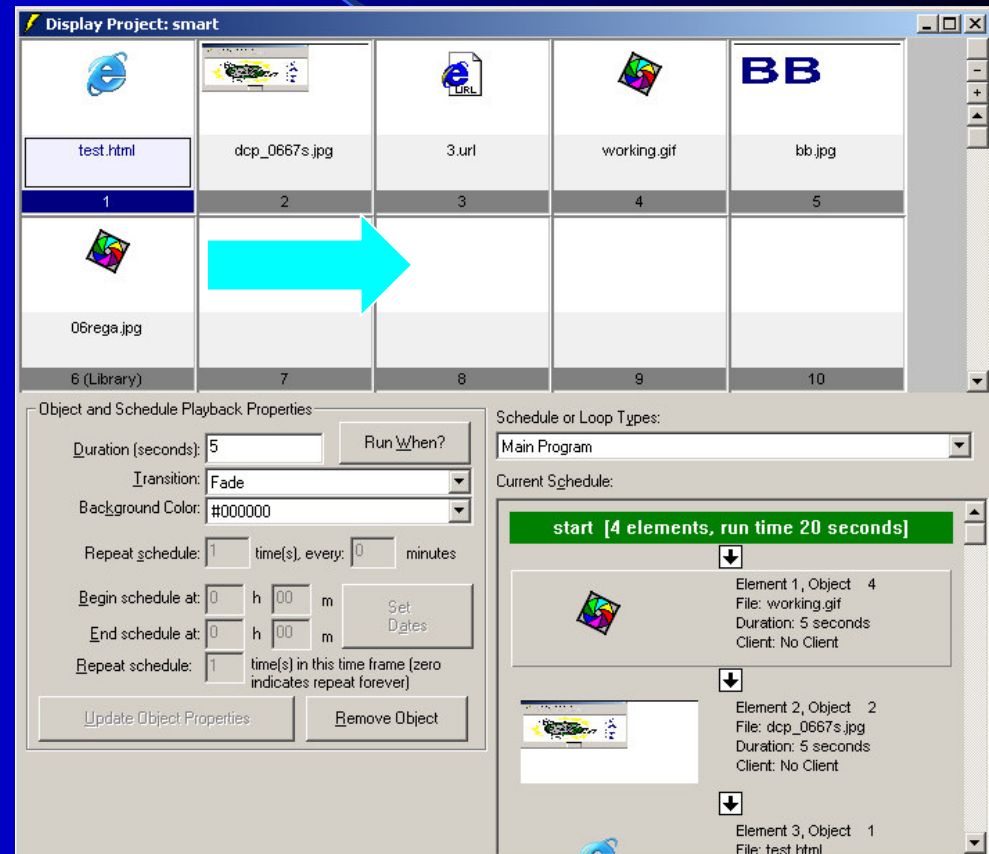 Display Project: smart
URL
BB
test.html
dcp_0667s.jpg
3.url
working.gif
bb.jpg
1
2
3
4
5
06rega.jpg
6 (Library)
7
8
9
10
Object and Schedule Playback Properties
Duration (seconds): 5
Run When?
Transition: Fade
Background Color: #000000
Repeat schedule: 1 time(s), every: 0 minutes
Begin schedule at: 0 h 00 m
End schedule at: 0 h 00 m
Set
Dates
Repeat schedule: 1 time(s) in this time frame (zero
indicates repeat forever)
Update Object Properties
Remove Object
Schedule or Loop Types:
Main Program
Current Schedule:
start [4 elements, run time 20 seconds]
Element 1, Object 4
File: working.gif
Duration: 5 seconds
Client: No Client
Element 2, Object 2
File: dcp_0667s.jpg
Duration: 5 seconds
Client: No Client
Element 3, Object 1
File: test.html